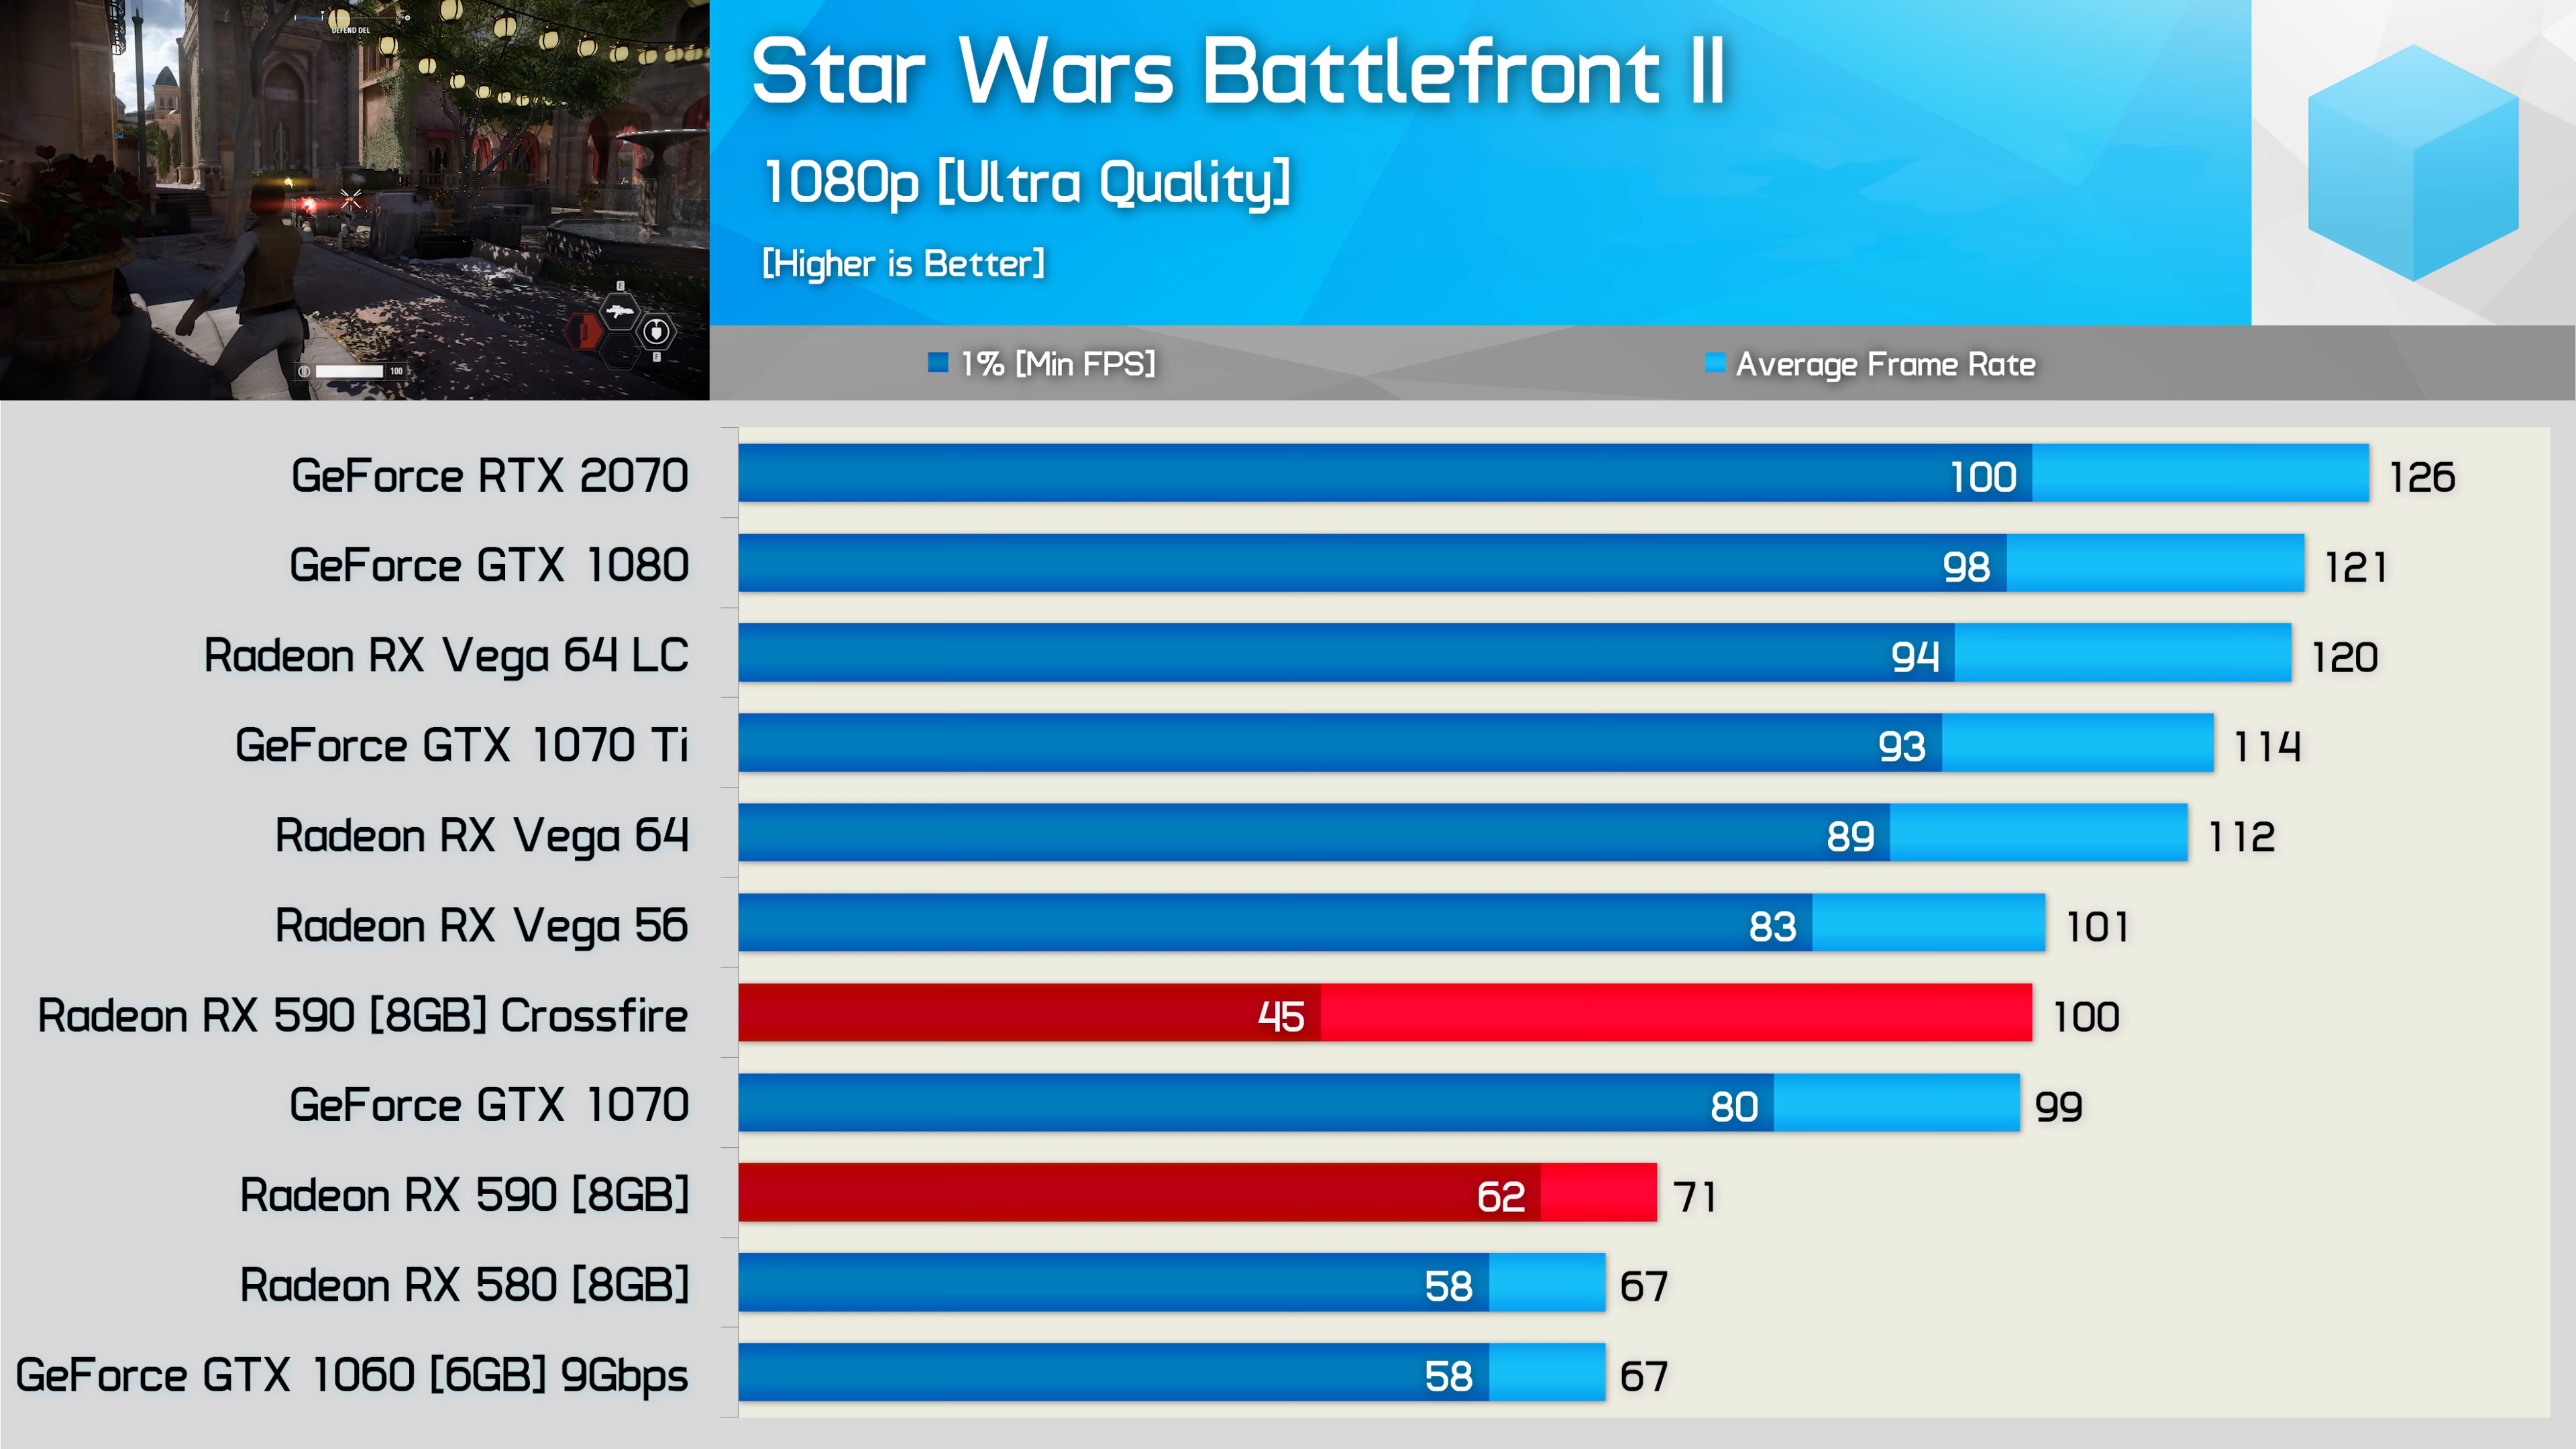 DEFEND DEL
E
F
100
Star Wars Battlefront II
1080p [Ultra Quality]
[Higher is Better]
1% [Min FPS]
Average Frame Rate
GeForce RTX 2070 100 126
GeForce GTX 1080 98 121
Radeon RX Vega 64 LC 94 120
GeForce GTX 1070 Ti 93 114
Radeon RX Vega 64 89 112
Radeon RX Vega 56 83 101
Radeon RX 590 [8GB] Crossfire 45 100
GeForce GTX 1070 80 99
Radeon RX 590 [8GB] 62 71
Radeon RX 580 [8GB] 58 67
GeForce GTX 1060 [6GB] 9Gbps 58 67